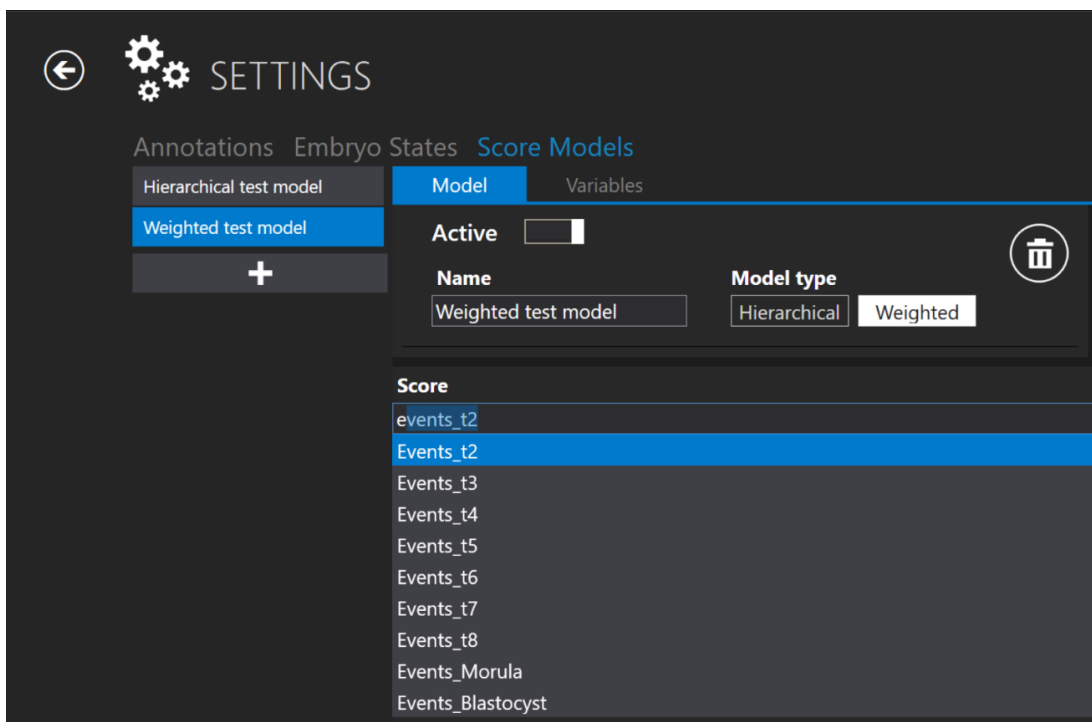 SETTINGS
Annotations Embryo States Score Models
Hierarchical test model
Weighted test model
Model Variables
Active
Name Model type
Weighted test model Hierarchical Weighted
Score
events_t2
Events_t2
Events_t3
Events_t4
Events_t5
Events_t6
Events_t7
Events_t8
Events_Morula
Events_Blastocyst